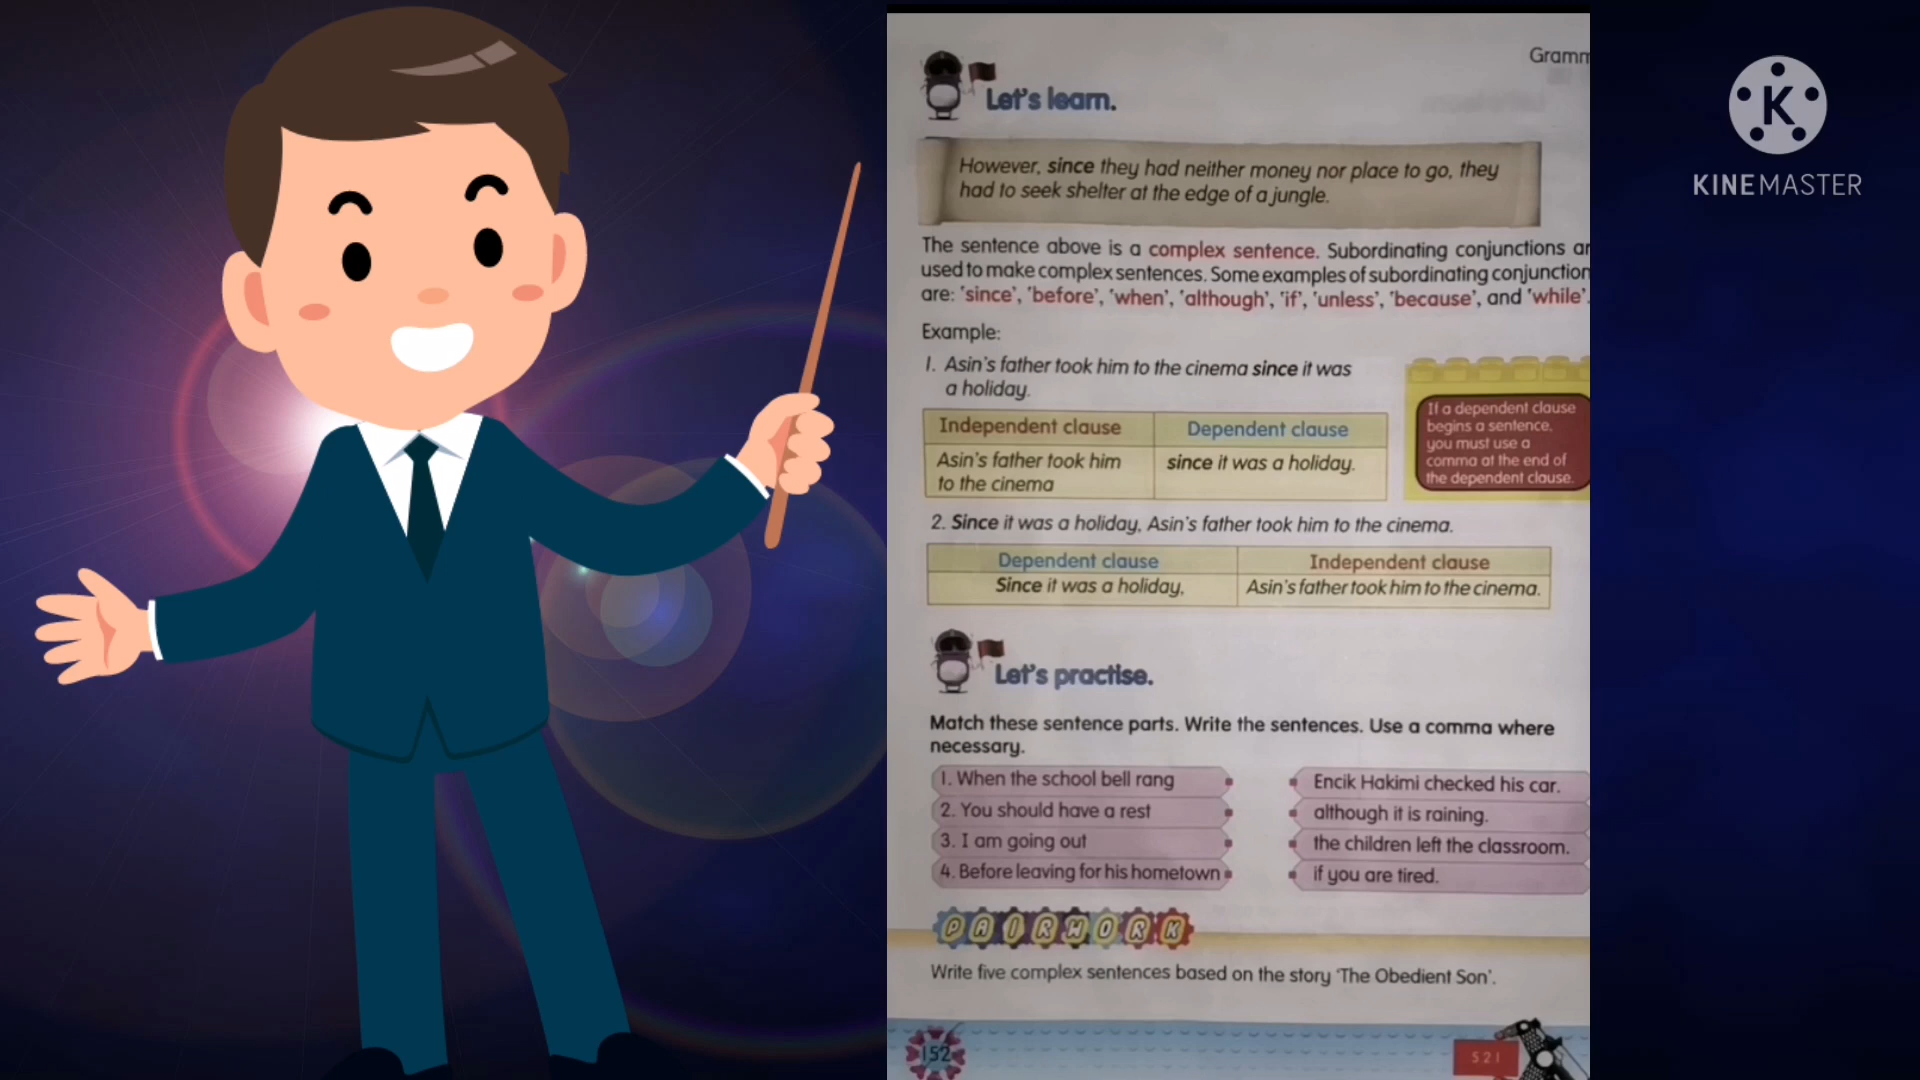 Gramm
Let's learn.
However, since they had neither money nor place to go, they
had to seek shelter at the edge of a jungle.
The sentence above is a complex sentence. Subordinating conjunctions ar
used to make complex sentences. Some examples of subordinating conjunction
are: 'since', 'before', 'when', 'although', 'if', 'unless', 'because', and 'while'.
Example:
1. Asin's father took him to the cinema since it was
a holiday.
Independent clause Dependent clause
Asin's father took him since it was a holiday.
to the cinema
If a dependent clause
begins a sentence,
you must use a
comma at the end of
the dependent clause.
2. Since it was a holiday, Asin's father took him to the cinema.
Dependent clause Independent clause
Since it was a holiday, Asin's father took him to the cinema.
Let's practise.
Match these sentence parts. Write the sentences. Use a comma where
necessary.
1. When the school bell rang Encik Hakimi checked his car.
2. You should have a rest although it is raining.
3. I am going out the children left the classroom.
4. Before leaving for his hometown if you are tired.
PAIRWORK
Write five complex sentences based on the story 'The Obedient Son'.
152
5 2 1
K
KINEMASTER